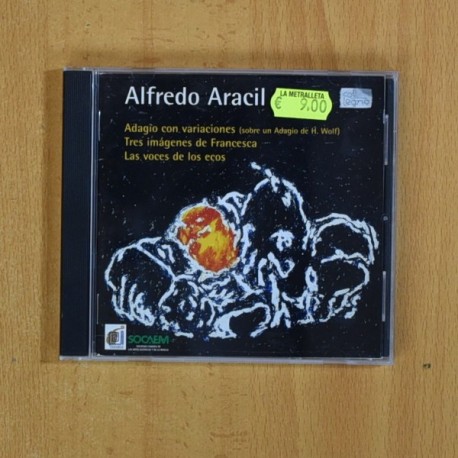 Alfredo Aracil
LA METRALLETA
€ 9.00
Adagio con variaciones (sobre un Adagio de H. Wolf)
Tres imágenes de Francesca
Las voces de los ecos
SOCAEM